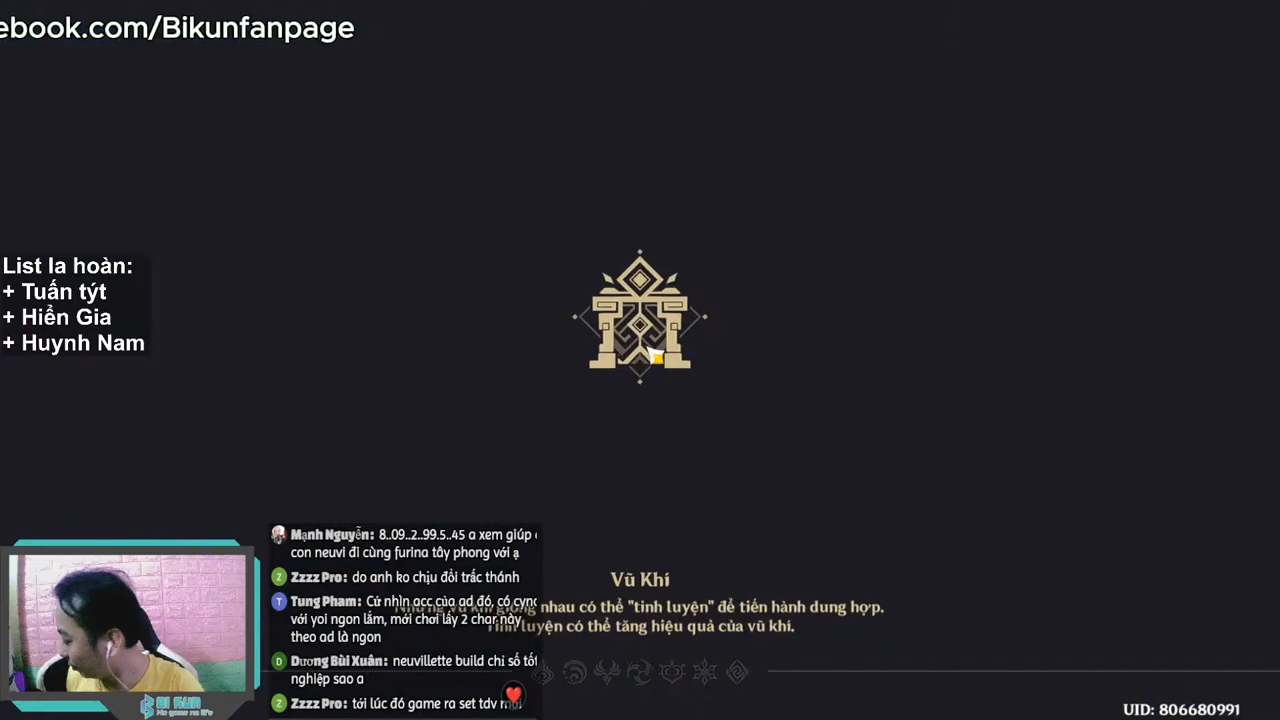 ebook.com/Bikunfanpage
List la hoàn:
+ Tuấn týt
+ Hiển Gia
+ Huynh Nam
Mạnh Nguyễn: 8..09..2..99.5..45 a xem giúp
con neuvi đi cùng furina tây phong với ạ
Zzzz Pro: do anh ko chịu đổi trắc thánh
Tung Pham: Cứ nhìn acc của ad đó, có cyno
với yoi ngon lắm, mới chơi lấy 2 char này
theo ad là ngon
Dương Bùi Xuân: neuvillette build chỉ số tốt
nghiệp sao a
Zzzz Pro: tới lúc đó game ra set tdv mới
Vũ Khí
nhau có thể "tinh luyện" để tiến hành dung hợp.
Tinh luyện có thể tăng hiệu quả của vũ khí.
BI KUN
UID: 806680991